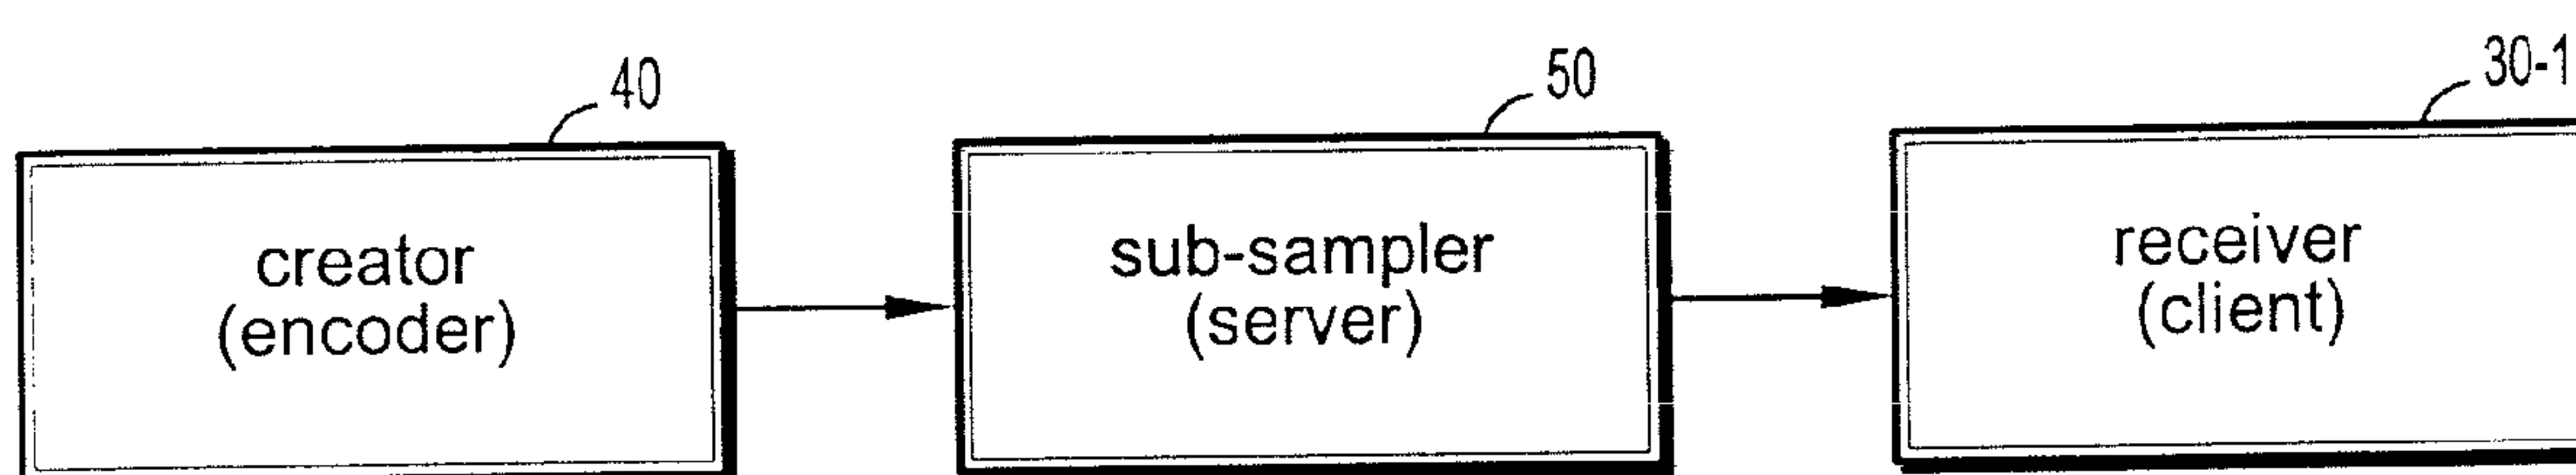 40
50
30-1
creator
(encoder)
sub-sampler
(server)
receiver
(client)